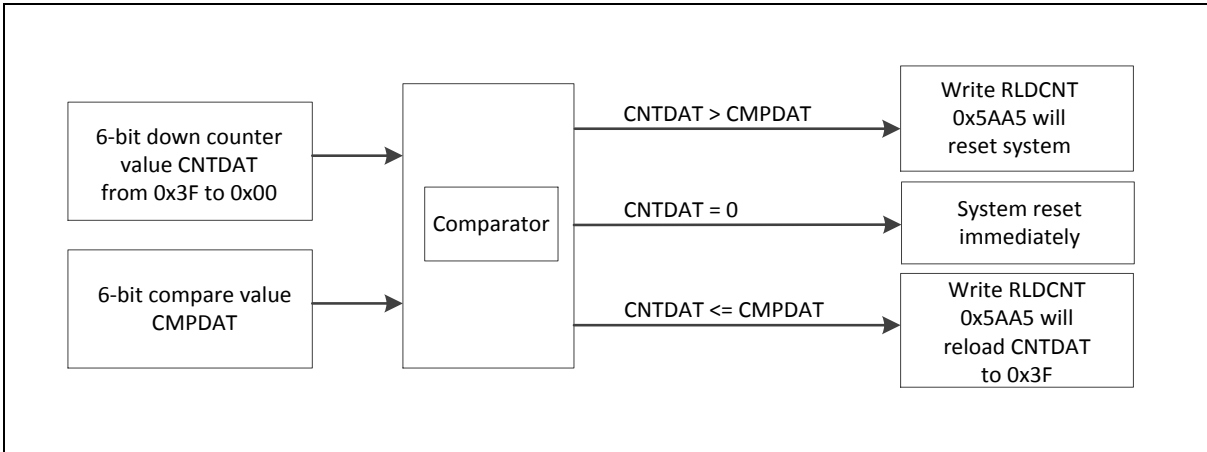 6-bit down counter
value CNTDAT
from 0x3F to 0x00
6-bit compare value
CMPDAT
Comparator
CNTDAT > CMPDAT
Write RLDCNT
0x5AA5 will
reset system
CNTDAT = 0
System reset
immediately
CNTDAT <= CMPDAT
Write RLDCNT
0x5AA5 will
reload CNTDAT
to 0x3F